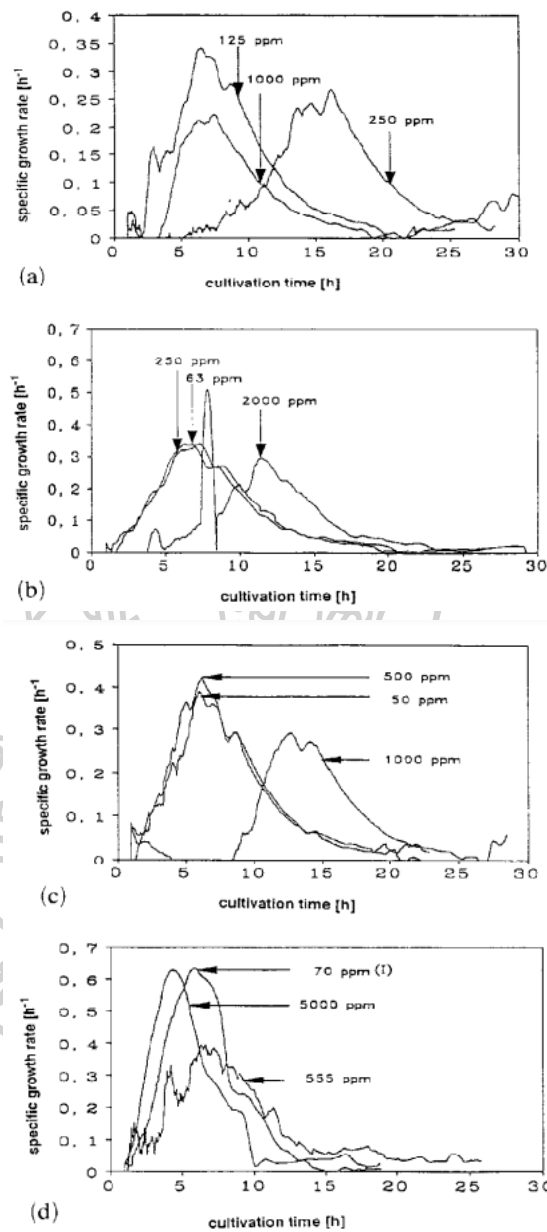 0, 4
0, 35
0, 3
0, 25
0, 2
0, 15
0, 1
0, 05
0
125 ppm
1000 ppm
250 ppm
specific growth rate [h-1
0 5 10 15 20 25 30
(a)
cultivation time [h]
0, 7
0, 6
0, 5
0, 4
0, 3
0, 2
0, 1
0
250 ppm
63 ppm
2000 ppm
specific growth rate [h-1
0 5 10 15 20 25 30
(b)
cultivation time [h]
0, 5
0, 4
0, 3
0, 2
0, 1
0
500 ppm
50 ppm
1000 ppm
specific growth rate [h-1
0 5 10 15 20 25 30
(c)
cultivation time [h]
0, 7
0, 6
0, 5
0, 4
0, 3
0, 2
0, 1
0
70 ppm (I)
5000 ppm
555 ppm
specific growth rate [h-1
0 5 10 15 20 25 30
(d)
cultivation time [h]